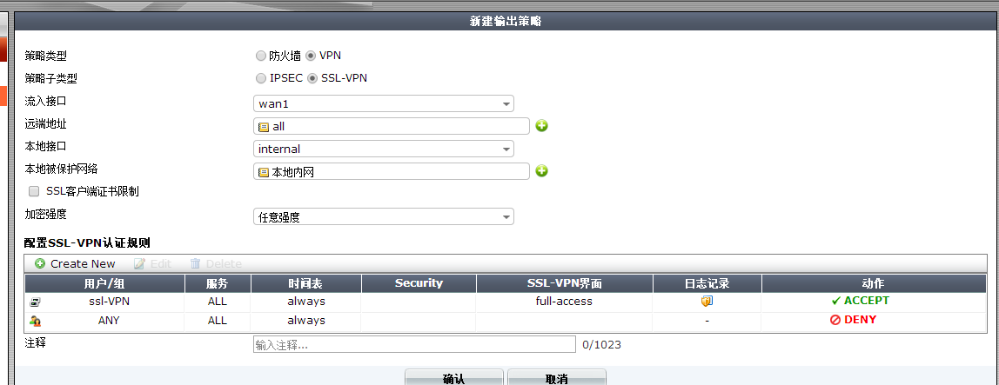 新建输出策略
策略类型 防火墙 VPN
策略子类型 IPSEC SSL-VPN
流入接口 wan1
远端地址 all
本地接口 internal
本地被保护网络 本地内网
SSL客户端证书限制
加密强度 任意强度
配置SSL-VPN认证规则
Create New Edit Delete
用户/组 服务 时间表 Security SSL-VPN界面 日志记录 动作
ssl-VPN ALL always full-access ACCEPT
ANY ALL always - DENY
注释 输入注释... 0/1023
确认 取消